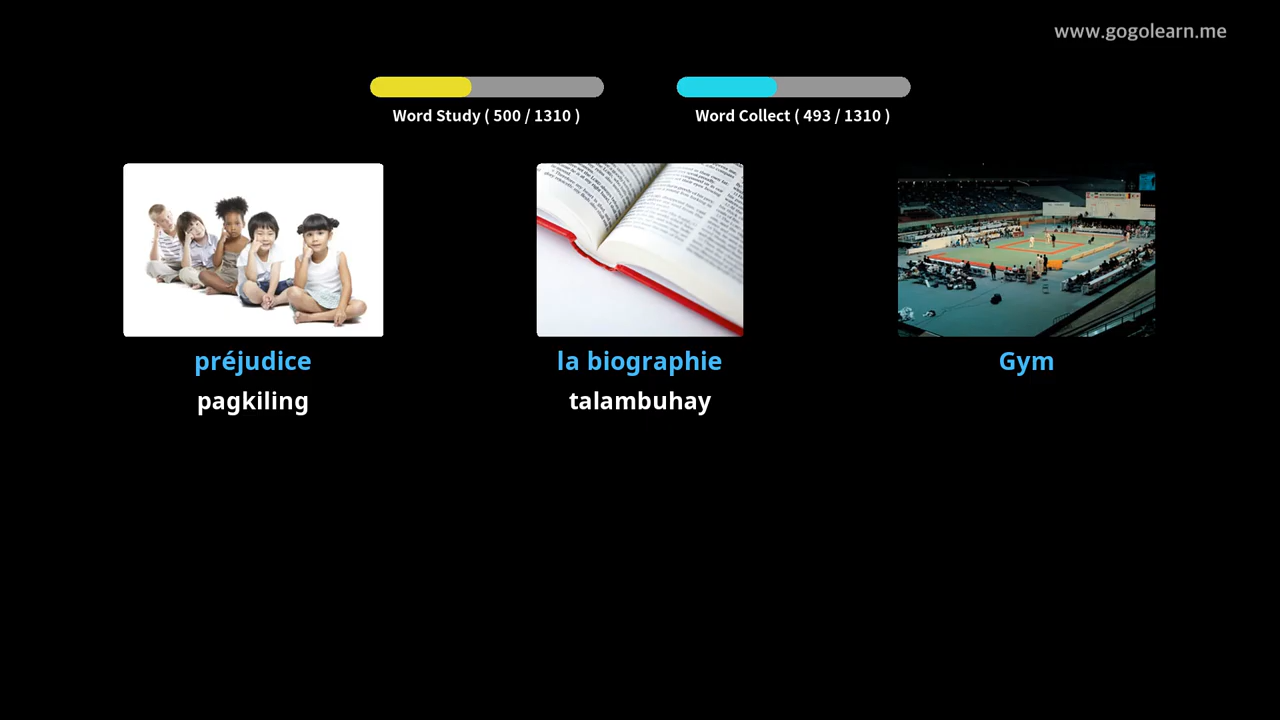 www.gogolearn.me
Word Study ( 500 / 1310 )
Word Collect ( 493 / 1310 )
préjudice
la biographie
Gym
pagkiling
talambuhay